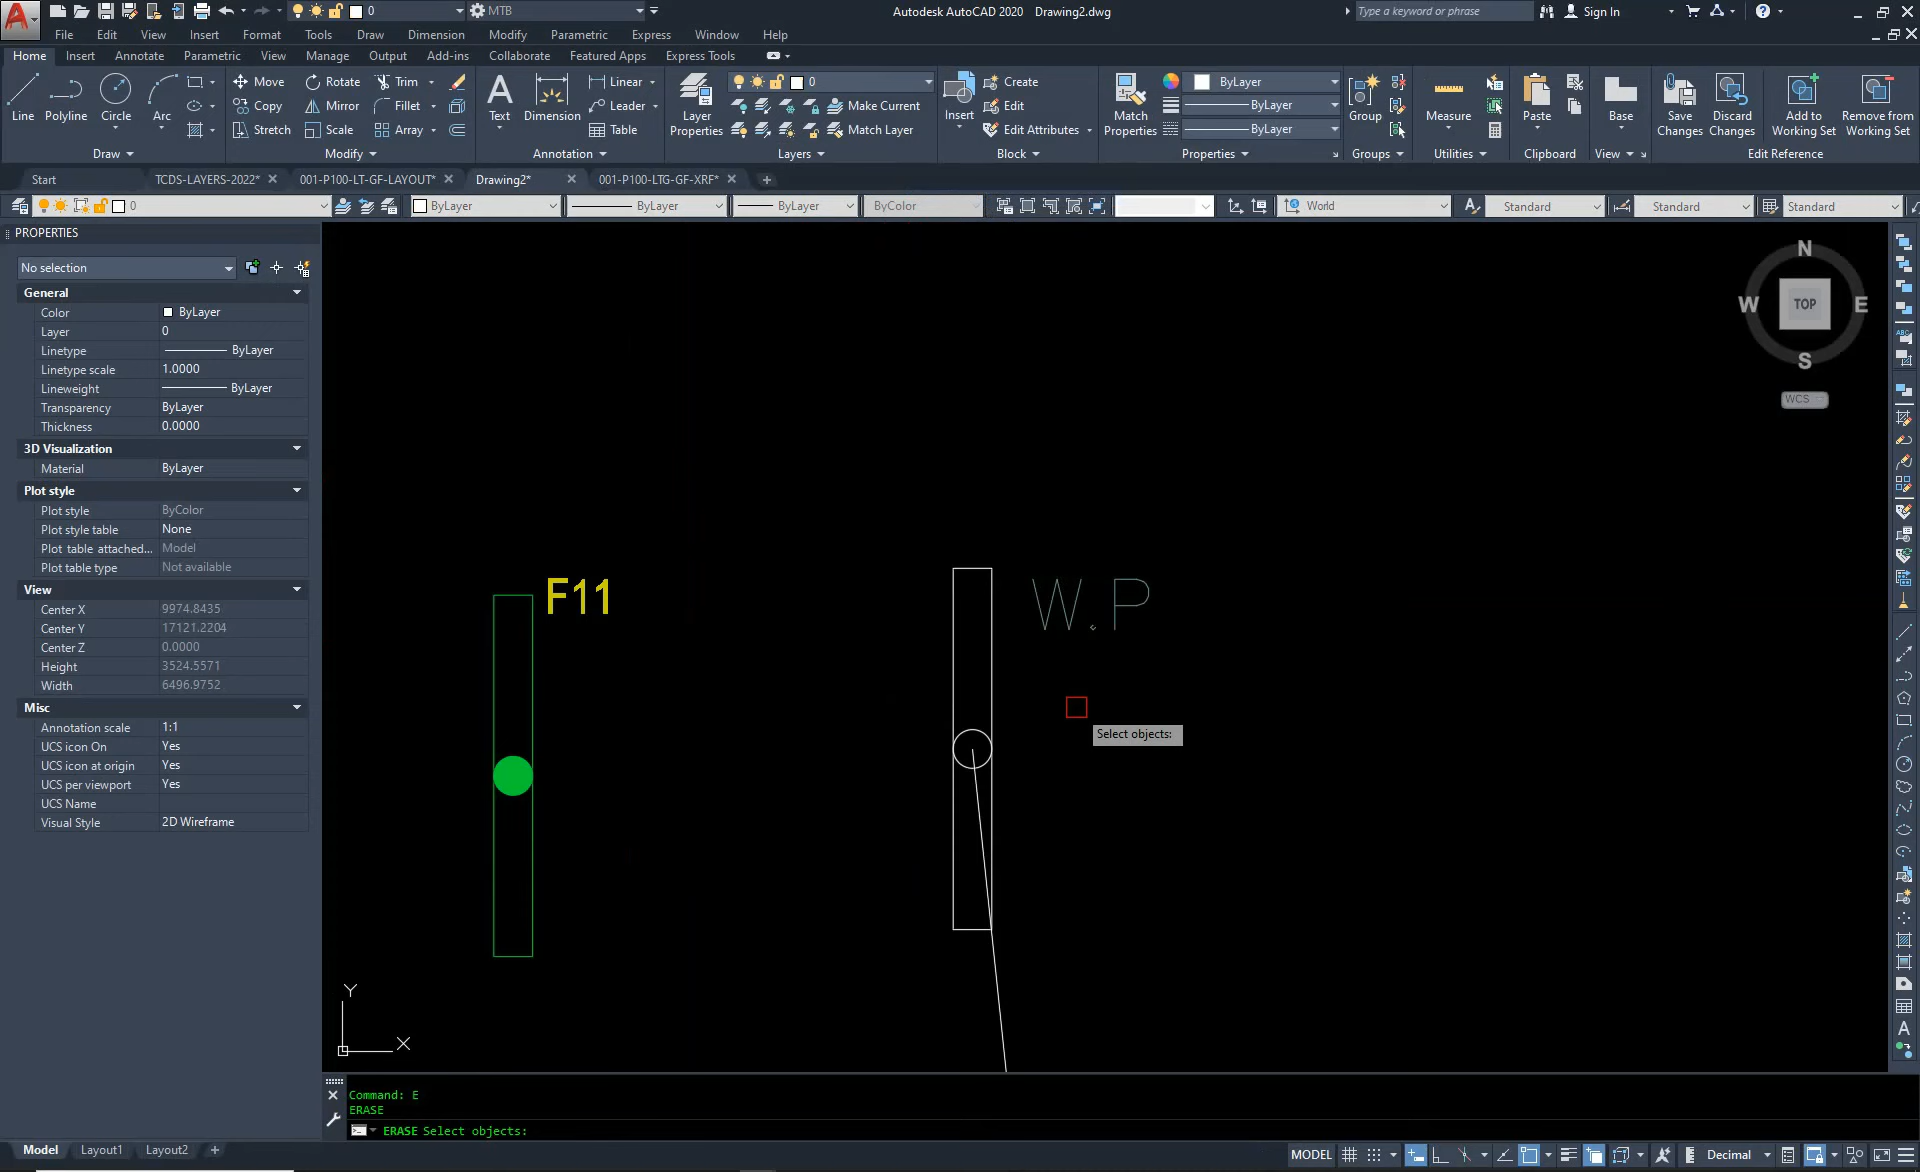 0 MTB Autodesk AutoCAD 2020 Drawing2.dwg Type a keyword or phrase Sign In
File Edit View Insert Format Tools Draw Dimension Modify Parametric Express Window Help
Home Insert Annotate Parametric View Manage Output Add-ins Collaborate Featured Apps Express Tools
Line Polyline Circle Arc
Draw
Move Rotate Trim
Copy Mirror Fillet
Stretch Scale Array
Modify
Text Dimension
Linear
Leader
Table
Annotation
Layer Properties
0
Make Current
Match Layer
Layers
Insert
Create
Edit
Edit Attributes
Block
Match Properties
ByLayer
ByLayer
ByLayer
Properties
Group
Groups
Measure
Utilities
Paste
Clipboard
Base
View
Save Changes
Discard Changes
Add to Working Set
Remove from Working Set
Edit Reference
Start TCDS-LAYERS-2022* 001-P100-LT-GF-LAYOUT* Drawing2* 001-P100-LTG-GF-XRF*
0 ByLayer ByLayer ByLayer ByColor World Standard Standard Standard
PROPERTIES
No selection
General
Color ByLayer
Layer 0
Linetype ByLayer
Linetype scale 1.0000
Lineweight ByLayer
Transparency ByLayer
Thickness 0.0000
3D Visualization
Material ByLayer
Plot style
Plot style ByColor
Plot style table None
Plot table attached... Model
Plot table type Not available
View
Center X 9974.8435
Center Y 17121.2204
Center Z 0.0000
Height 3524.5571
Width 6496.9752
Misc
Annotation scale 1:1
UCS icon On Yes
UCS icon at origin Yes
UCS per viewport Yes
UCS Name
Visual Style 2D Wireframe
F11
W.P
Select objects:
N
W TOP E
S
WCS
Y
X
Command: E
ERASE
ERASE Select objects:
Model Layout1 Layout2
MODEL Decimal